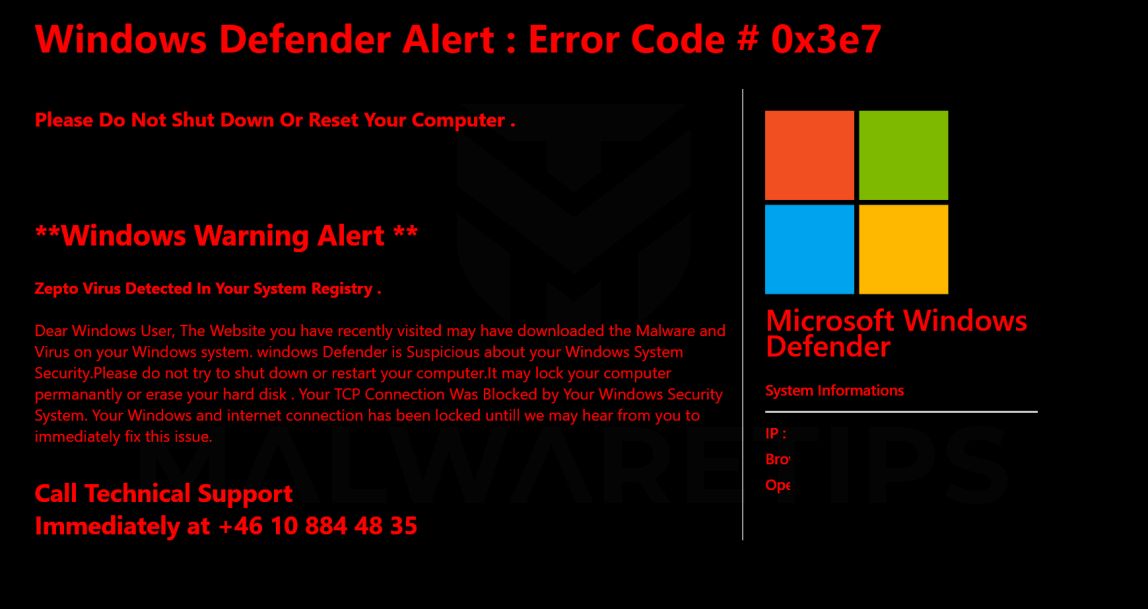 Windows Defender Alert : Error Code # 0x3e7
Please Do Not Shut Down Or Reset Your Computer .
**Windows Warning Alert **
Zepto Virus Detected In Your System Registry .
Dear Windows User, The Website you have recently visited may have downloaded the Malware and
Virus on your Windows system. windows Defender is Suspicious about your Windows System
Security.Please do not try to shut down or restart your computer.It may lock your computer
permanantly or erase your hard disk . Your TCP Connection Was Blocked by Your Windows Security
System. Your Windows and internet connection has been locked untill we may hear from you to
immediately fix this issue.
Call Technical Support
Immediately at +46 10 884 48 35
Microsoft Windows
Defender
System Informations
IP :
MALWARETIPS